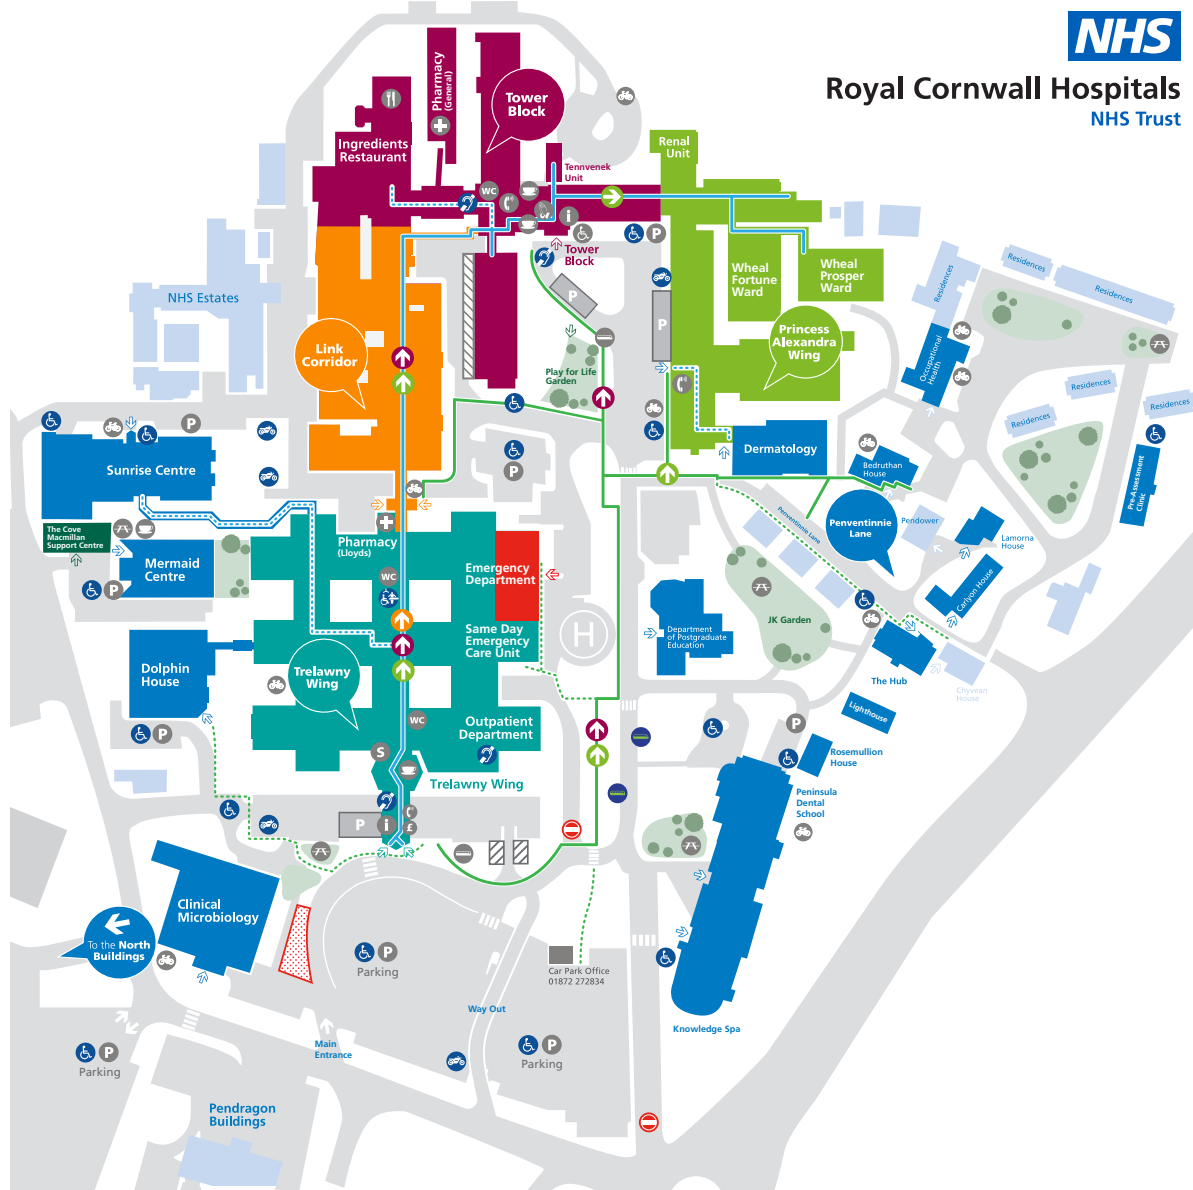 NHS
Royal Cornwall Hospitals
NHS Trust
Pharmacy
(General)
Tower
Block
Ingredients
Restaurant
Tennvenek
Unit
Renal
Unit
WC
i
P
Tower
Block
P
P
Wheal
Fortune
Ward
Wheal
Prosper
Ward
Princess
Alexandra
Wing
NHS Estates
Link
Corridor
Play for Life
Garden
Residences
Residences
Residences
Residences
Residences
Residences
Occupational
Health
P
Sunrise Centre
P
Dermatology
Bedruthan
House
Pre-Assessment
Clinic
The Cove
Macmillan
Support Centre
Mermaid
Centre
P
Pharmacy
(Lloyds)
WC
Emergency
Department
Same Day
Emergency
Care Unit
H
Penventinnie Lane
Penventinnie
Lane
Pendower
Lamorna
House
Carlyon House
JK Garden
Department
of Postgraduate
Education
The Hub
Chyvean
House
Lighthouse
Dolphin
House
P
Trelawny
Wing
WC
Outpatient
Department
S
Trelawny Wing
P
i
£
P
Rosemullion
House
Peninsula
Dental
School
Clinical
Microbiology
To the North
Buildings
P
Parking
Car Park Office
01872 272834
Way Out
Knowledge Spa
Main
Entrance
P
Parking
P
Parking
Pendragon
Buildings